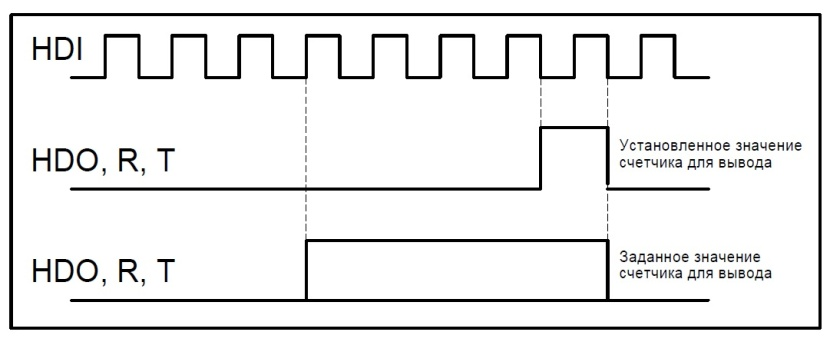 HDI
HDO, R, T
Установленное значение
счетчика для вывода
HDO, R, T
Заданное значение
счетчика для вывода